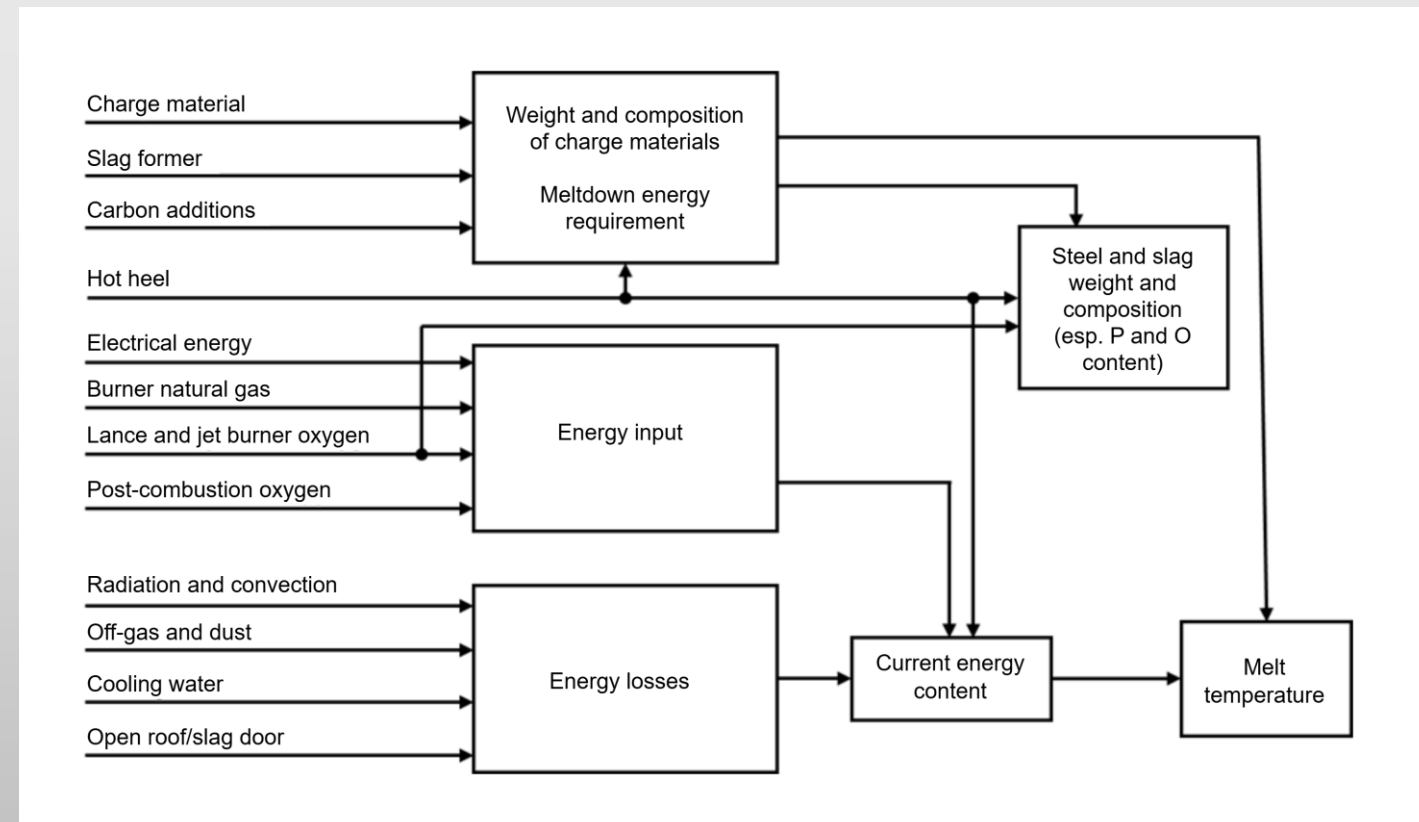 Charge material
Slag former
Carbon additions
Hot heel
Electrical energy
Burner natural gas
Lance and jet burner oxygen
Post-combustion oxygen
Radiation and convection
Off-gas and dust
Cooling water
Open roof/slag door
Weight and composition
of charge materials
Meltdown energy
requirement
Energy input
Energy losses
Steel and slag
weight and
composition
(esp. P and O
content)
Current energy
content
Melt
temperature